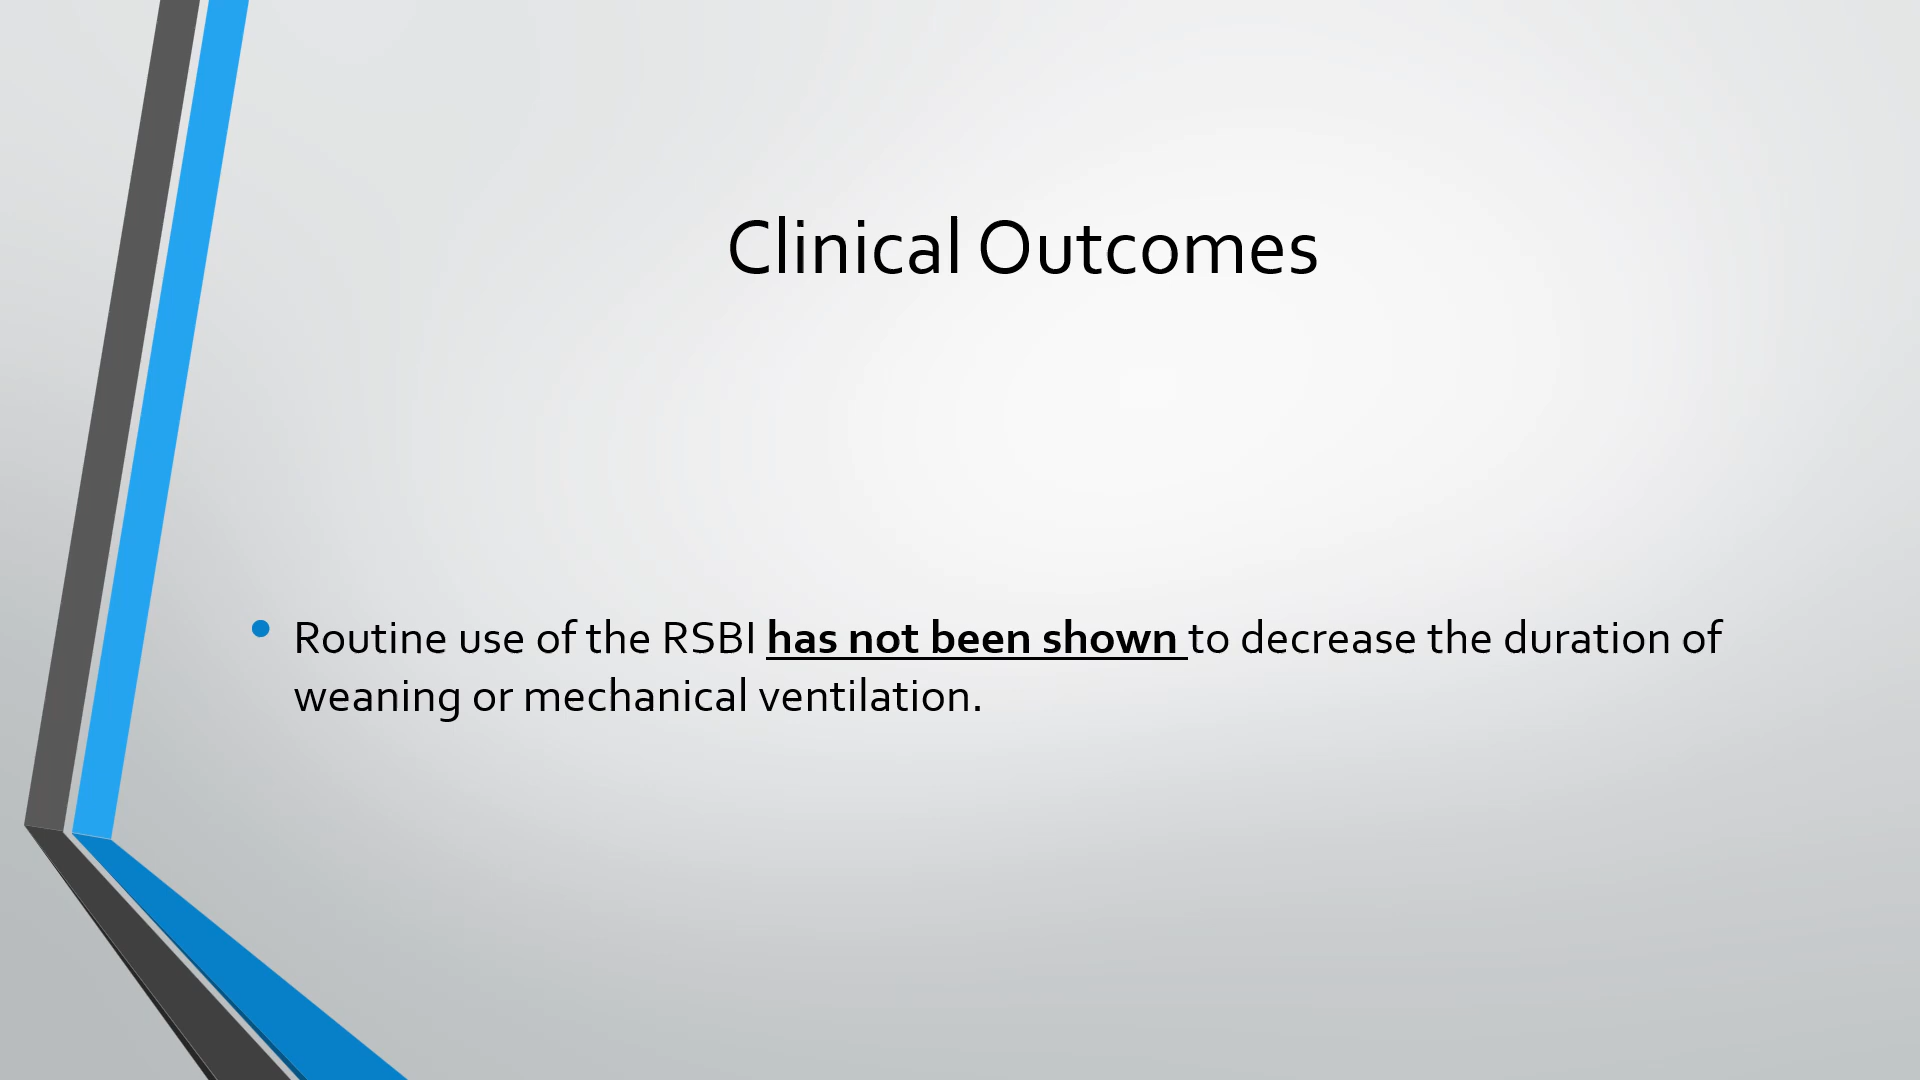 Clinical Outcomes
• Routine use of the RSBI has not been shown to decrease the duration of
weaning or mechanical ventilation.